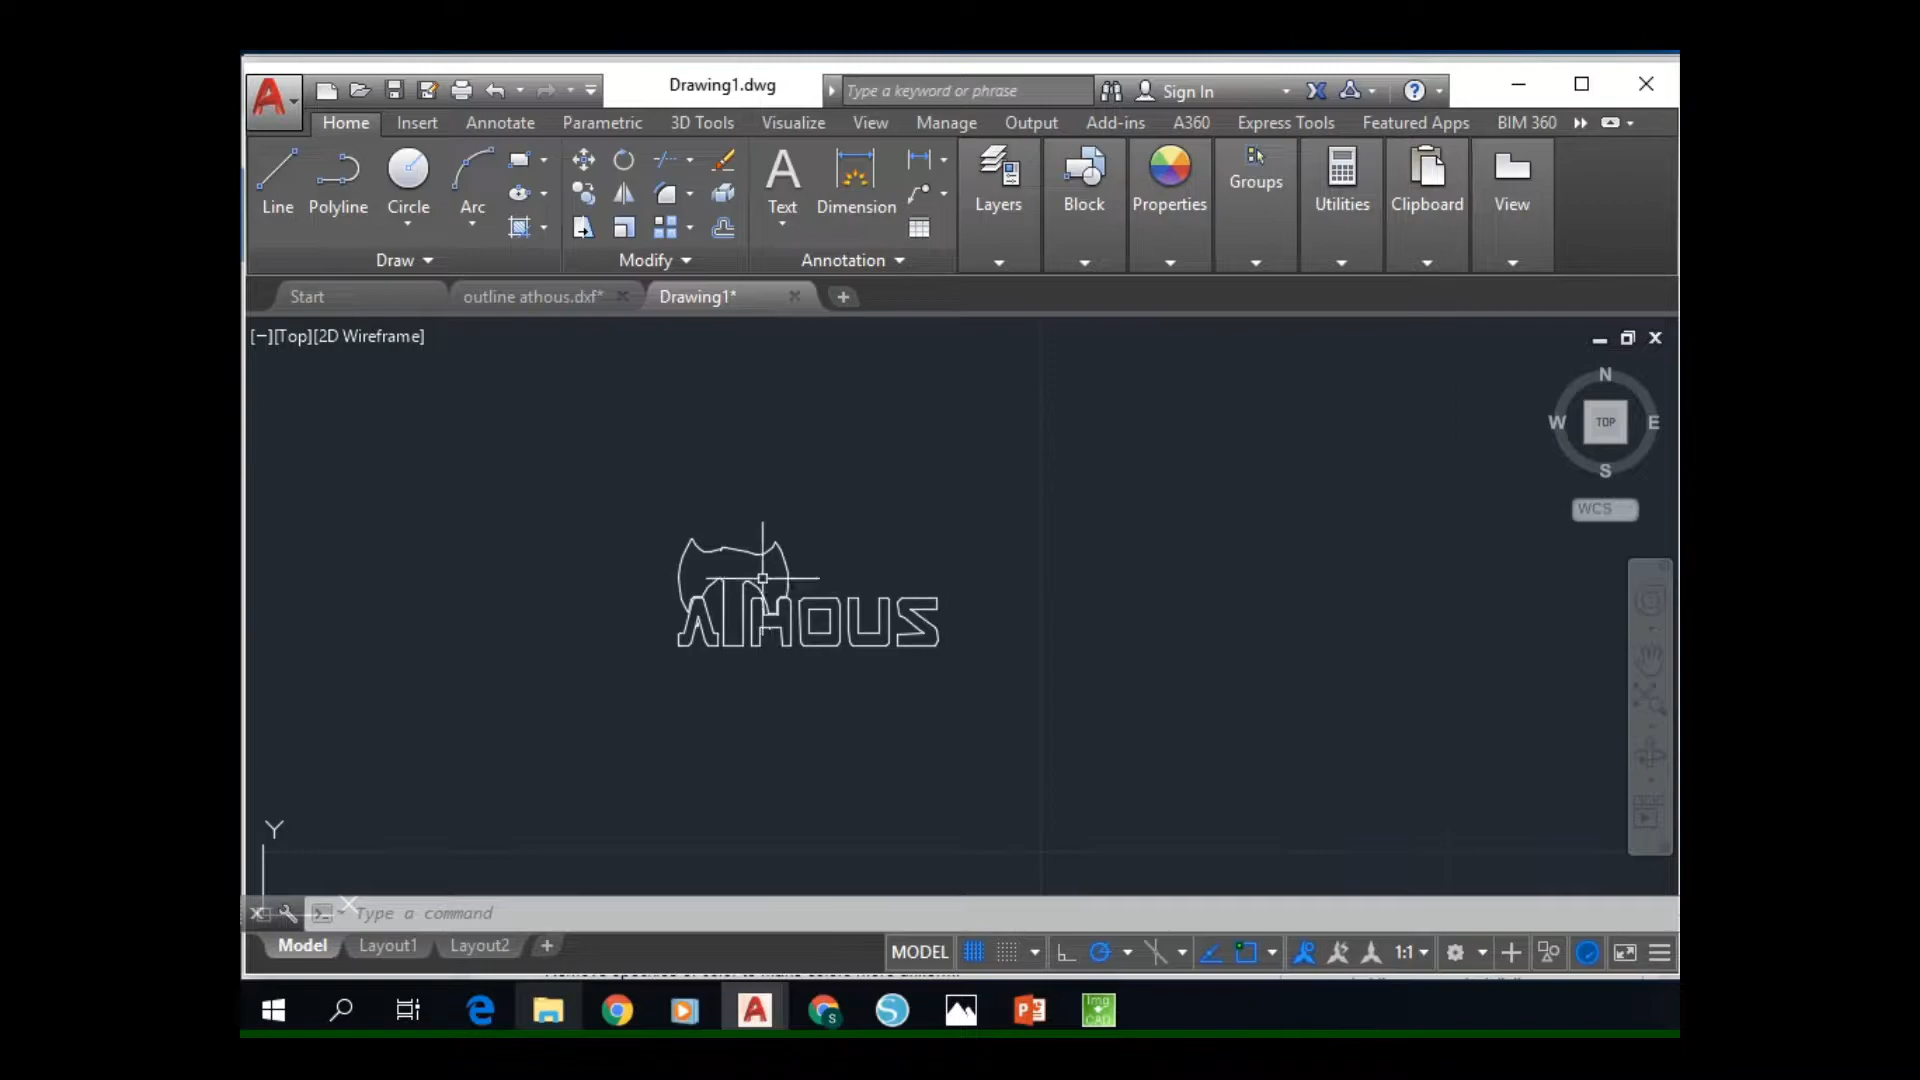 Drawing1.dwg
Type a keyword or phrase
Sign In
Home Insert Annotate Parametric 3D Tools Visualize View Manage Output Add-ins A360 Express Tools Featured Apps BIM 360
Line Polyline Circle Arc Text Dimension Layers Block Properties Groups Utilities Clipboard View
Draw Modify Annotation
Start outline athous.dxf* Drawing1*
[−][Top][2D Wireframe]
N
W TOP E
S
WCS
ATHOUS
Y
X
Type a command
Model Layout1 Layout2
MODEL 1:1
Img
CAD